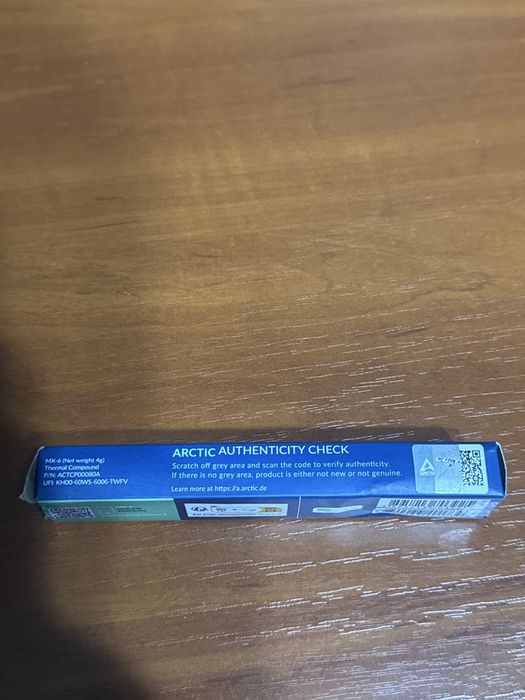 MX-6 (Net weight 4g)
Thermal Compound
P/N: ACTCP00080A
UFI: KH00-60WS-6006-TWFV
ARCTIC AUTHENTICITY CHECK
Scratch off grey area and scan the code to verify authenticity.
If there is no grey area, product is either not new or not genuine.
Learn more at https://a.arctic.de
ARCTIC